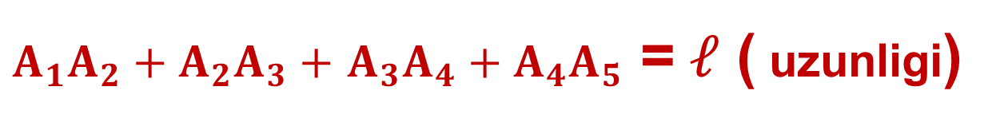 A₁A₂ + A₂A₃ + A₃A₄ + A₄A₅ = ℓ ( uzunligi)